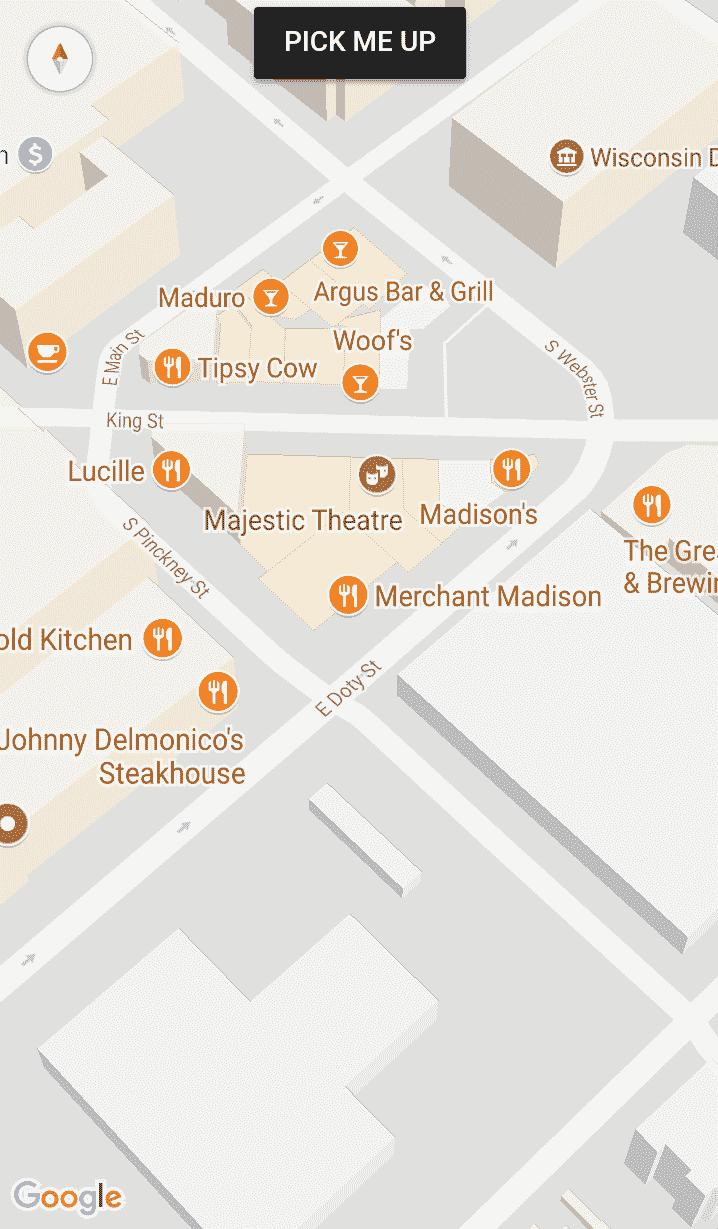 PICK ME UP
$
Wisconsin D
Argus Bar & Grill
Maduro
Woof's
E Main St
S Webster St
Tipsy Cow
King St
Lucille
Majestic Theatre
Madison's
S Pinckney St
The Grea
& Brewin
Merchant Madison
old Kitchen
E Doty St
Johnny Delmonico's
Steakhouse
Google